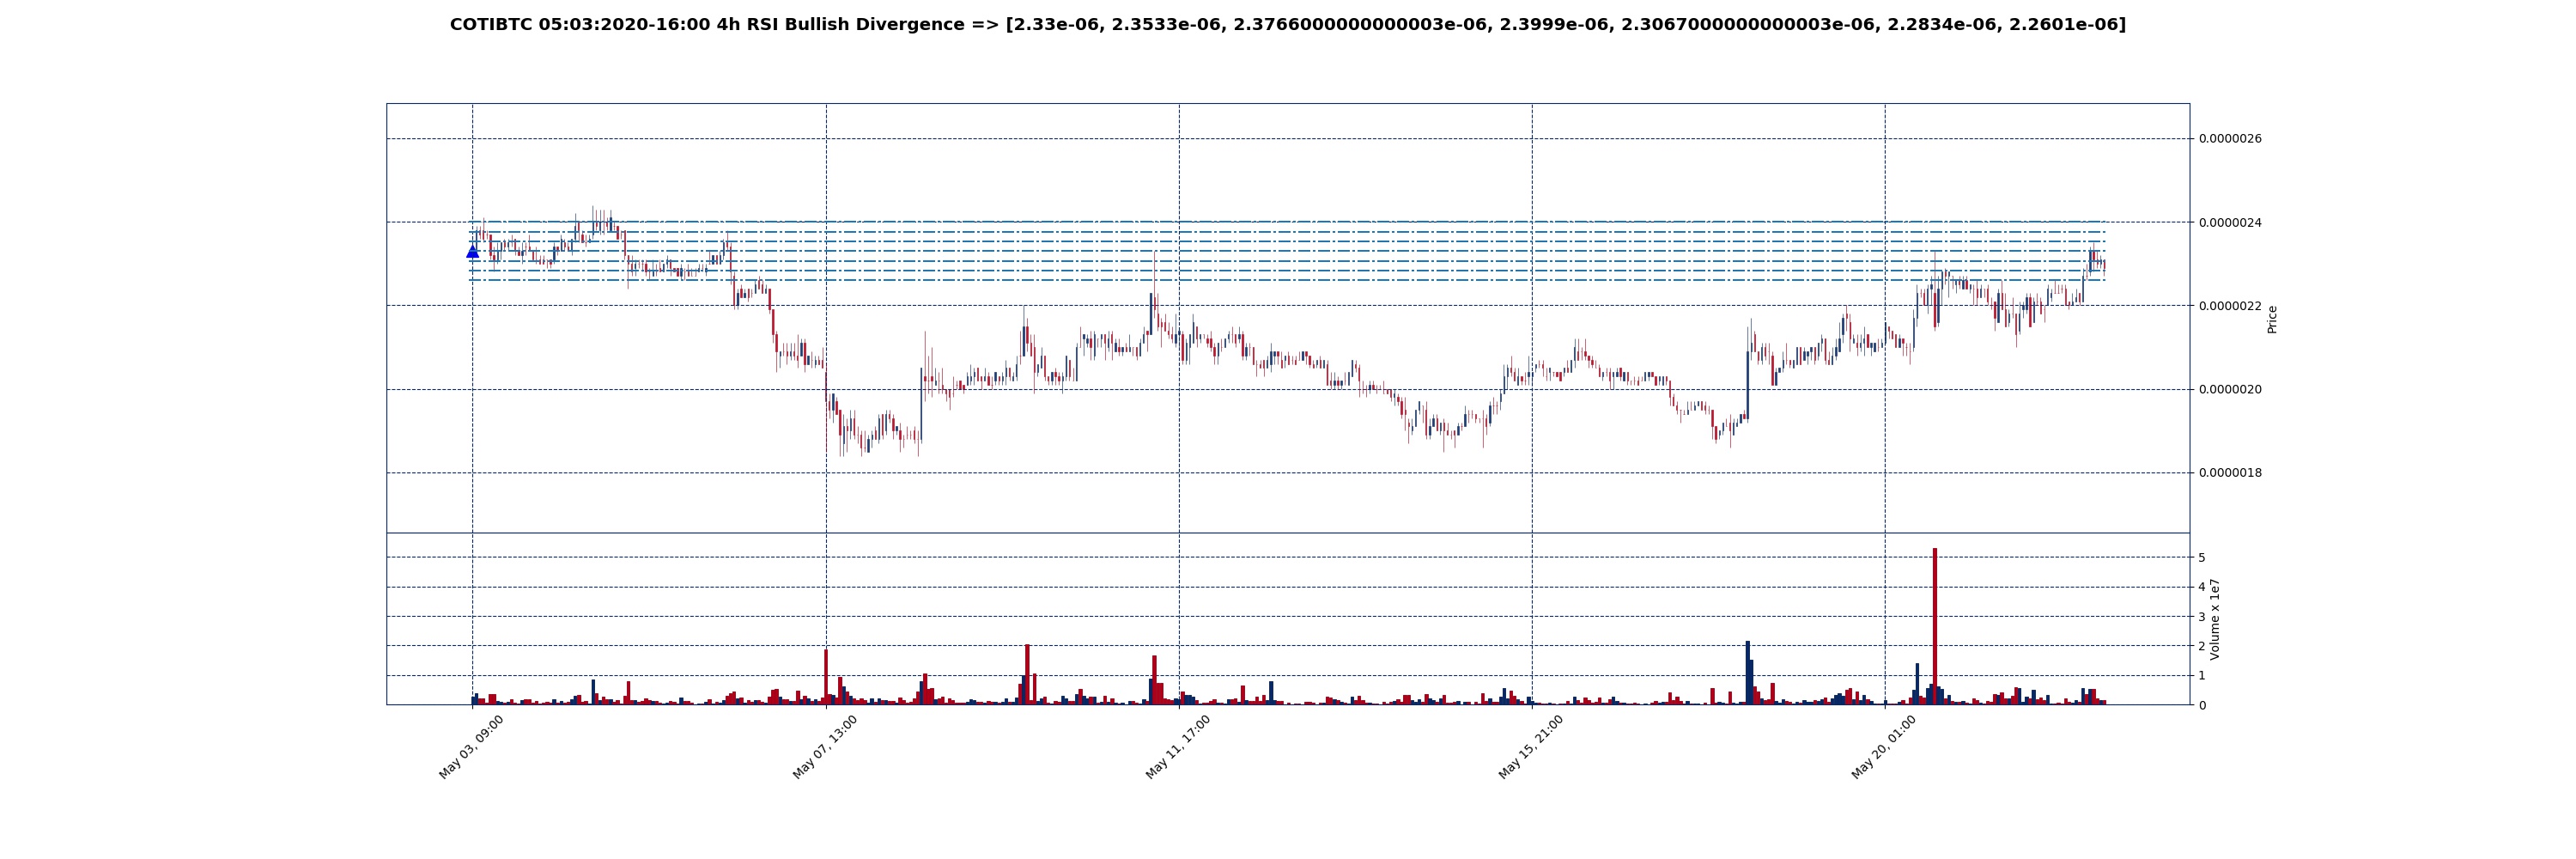 COTIBTC 05:03:2020-16:00 4h RSI Bullish Divergence => [2.33e-06, 2.3533e-06, 2.3766000000000003e-06, 2.3999e-06, 2.3067000000000003e-06, 2.2834e-06, 2.2601e-06]
0.0000026
0.0000024
0.0000022
Price
0.0000020
0.0000018
5
4
3
2
1
0
Volume x 1e7
May 03, 09:00
May 07, 13:00
May 11, 17:00
May 15, 21:00
May 20, 01:00